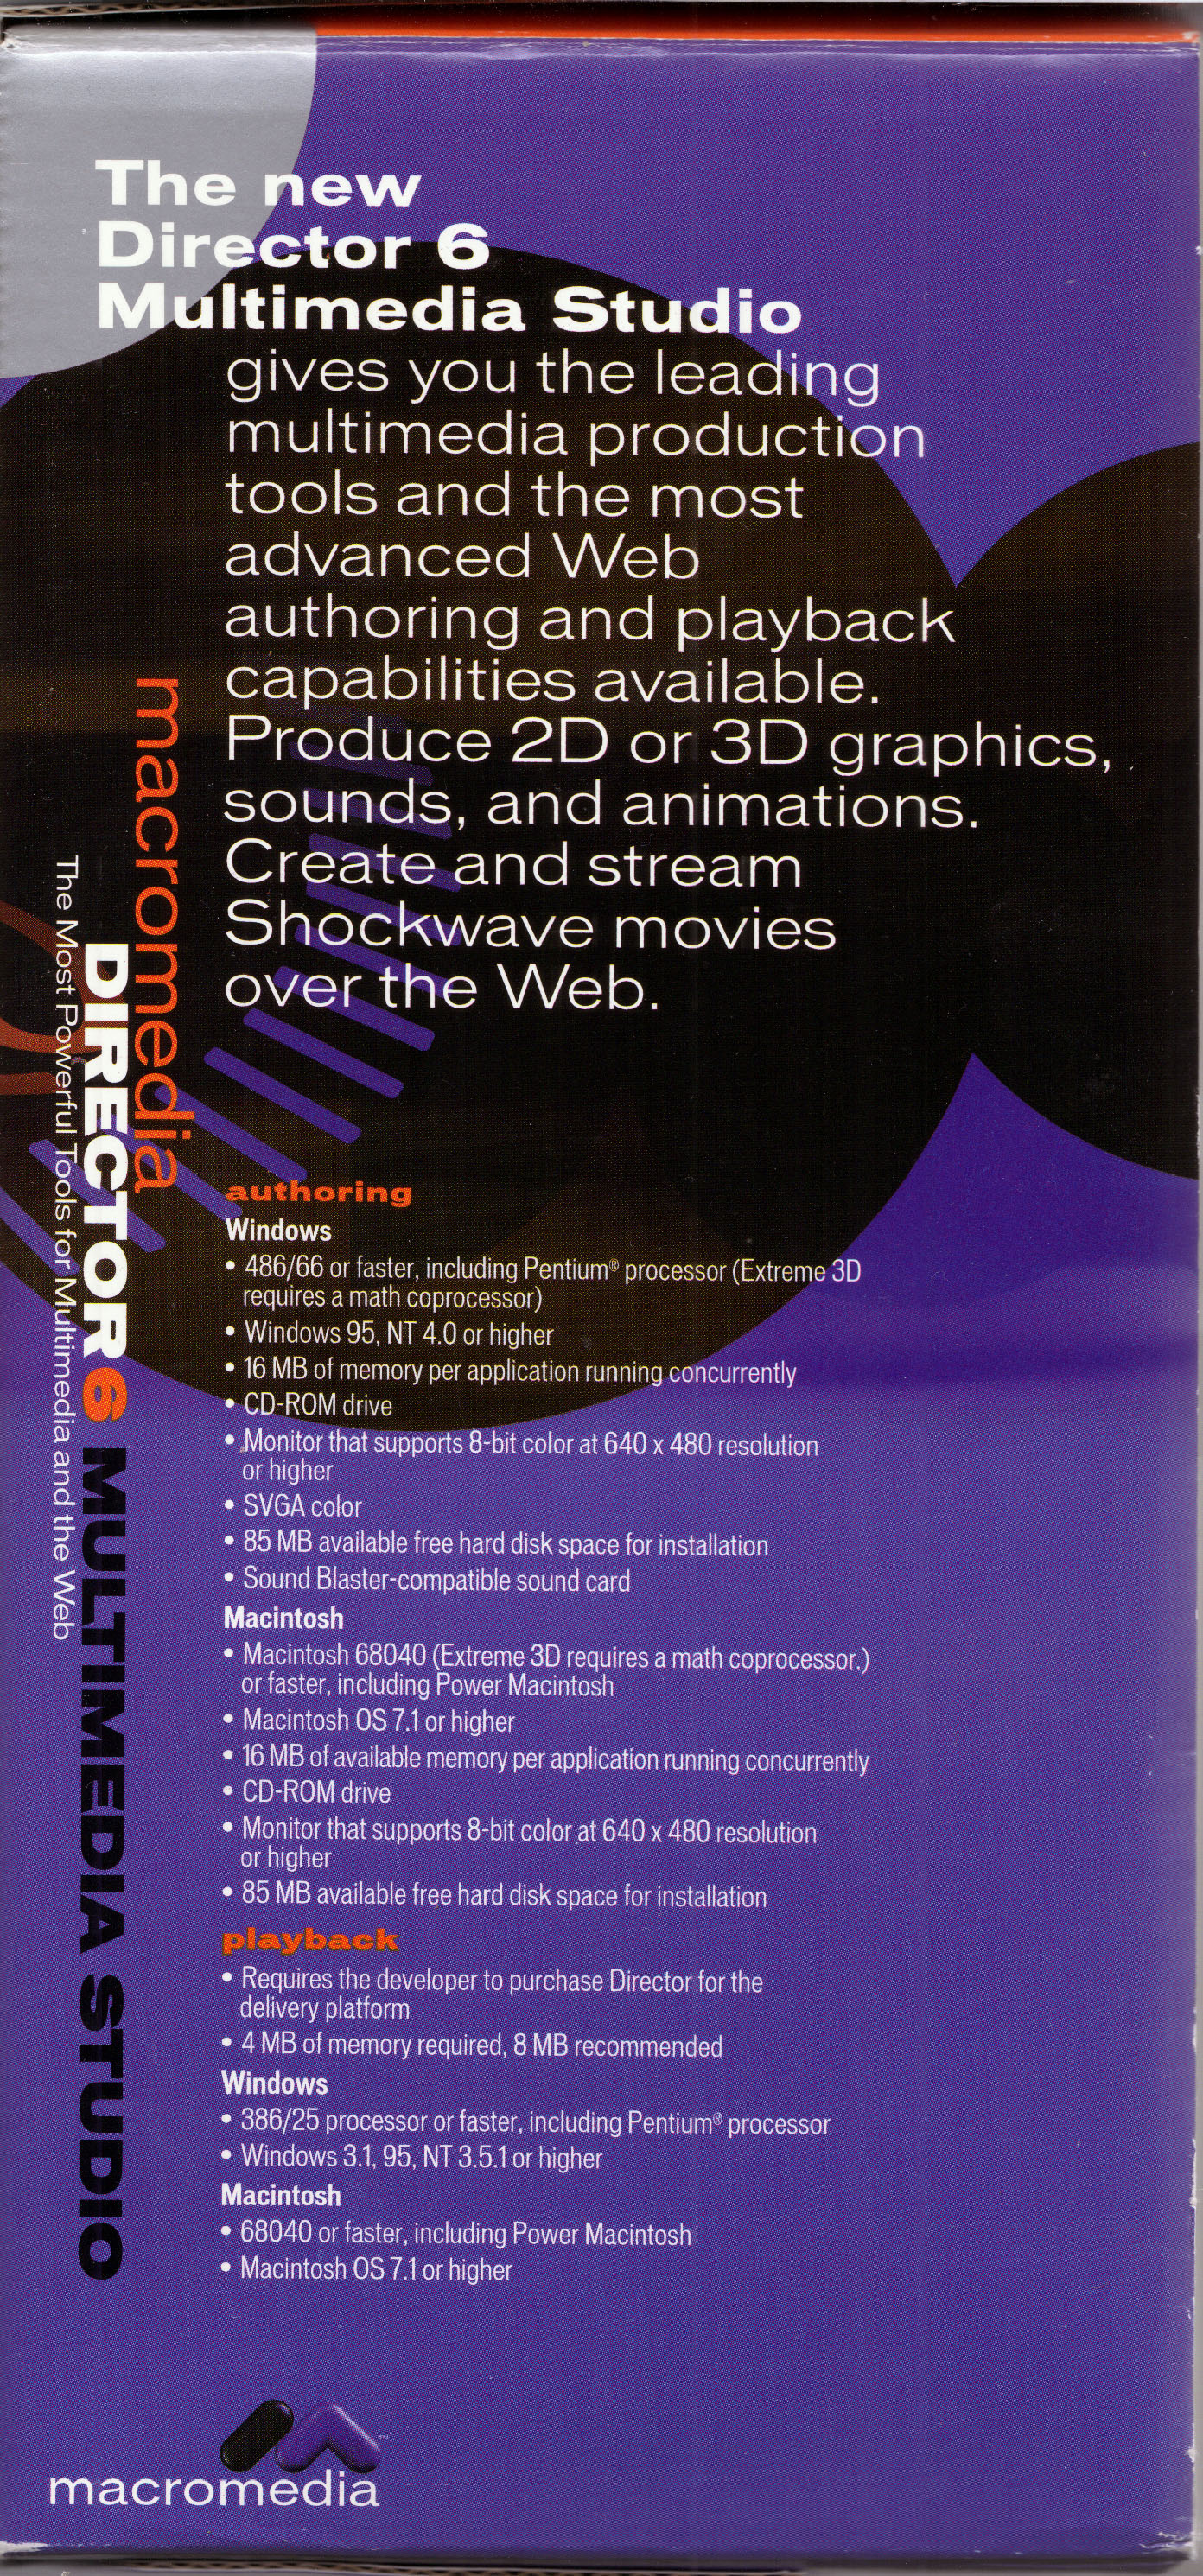 The new
Director 6
Multimedia Studio
gives you the leading
multimedia production
tools and the most
advanced Web
authoring and playback
capabilities available.
Produce 2D or 3D graphics,
sounds, and animations.
Create and stream
Shockwave movies
over the Web.
macromedia
DIRECTOR 6 MULTIMEDIA STUDIO
The Most Powerful Tools for Multimedia and the Web
authoring
Windows
• 486/66 or faster, including Pentium® processor (Extreme 3D
requires a math coprocessor)
• Windows 95, NT 4.0 or higher
• 16 MB of memory per application running concurrently
• CD-ROM drive
• Monitor that supports 8-bit color at 640 x 480 resolution
or higher
• SVGA color
• 85 MB available free hard disk space for installation
• Sound Blaster-compatible sound card
Macintosh
• Macintosh 68040 (Extreme 3D requires a math coprocessor.)
or faster, including Power Macintosh
• Macintosh OS 7.1 or higher
• 16 MB of available memory per application running concurrently
• CD-ROM drive
• Monitor that supports 8-bit color at 640 x 480 resolution
or higher
• 85 MB available free hard disk space for installation
playback
• Requires the developer to purchase Director for the
delivery platform
• 4 MB of memory required, 8 MB recommended
Windows
• 386/25 processor or faster, including Pentium® processor
• Windows 3.1, 95, NT 3.5.1 or higher
Macintosh
• 68040 or faster, including Power Macintosh
• Macintosh OS 7.1 or higher
™
macromedia